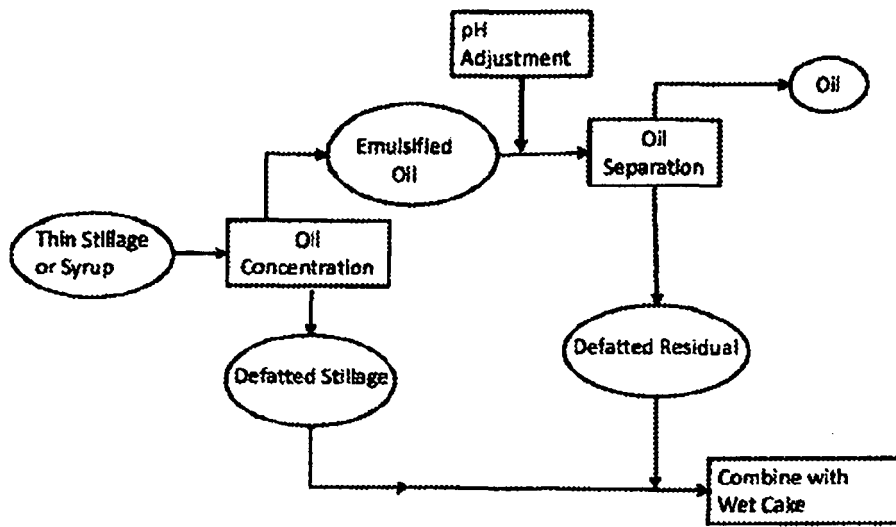 pH
Adjustment
Oil
Emulsified
Oil
Oil
Separation
Thin Stillage
or Syrup
Oil
Concentration
Defatted Stillage
Defatted Residual
Combine with
Wet Cake